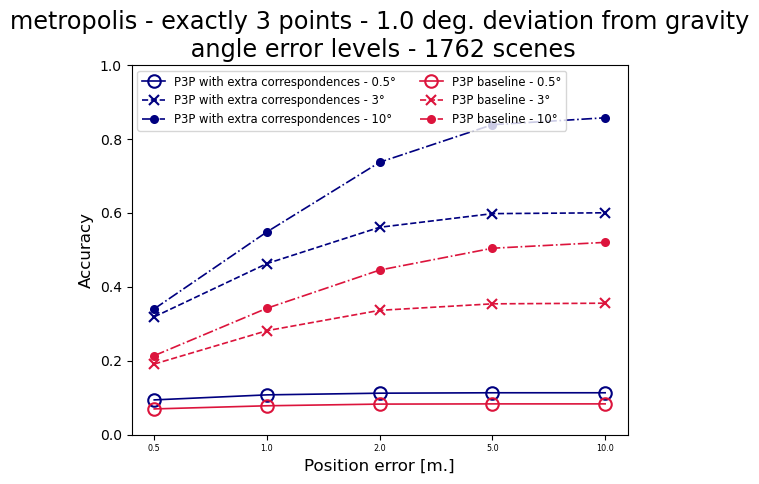 metropolis - exactly 3 points - 1.0 deg. deviation from gravity
angle error levels - 1762 scenes
P3P with extra correspondences - 0.5°
P3P with extra correspondences - 3°
P3P with extra correspondences - 10°
P3P baseline - 0.5°
P3P baseline - 3°
P3P baseline - 10°
Accuracy
1.0
0.8
0.6
0.4
0.2
0.0
0.5 1.0 2.0 5.0 10.0
Position error [m.]